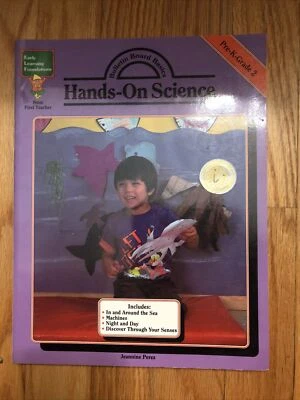 Early
Learning
Foundations
from
First Teacher
Bulletin Board Basics
Hands-On Science
Pre-K-Grade 2
Includes:
• In and Around the Sea
• Machines
• Night and Day
• Discover Through Your Senses
Jeannine Perez